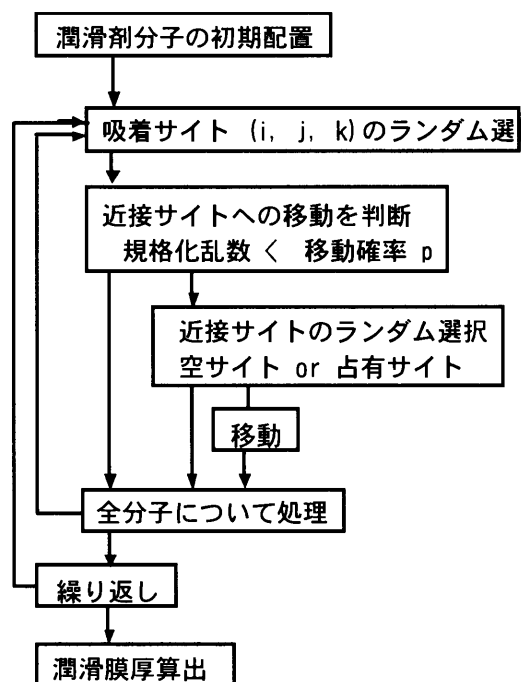 潤滑剤分子の初期配置
吸着サイト (i, j, k)のランダム選
近接サイトへの移動を判断
規格化乱数 < 移動確率 p
近接サイトのランダム選択
空サイト or 占有サイト
移動
全分子について処理
繰り返し
潤滑膜厚算出